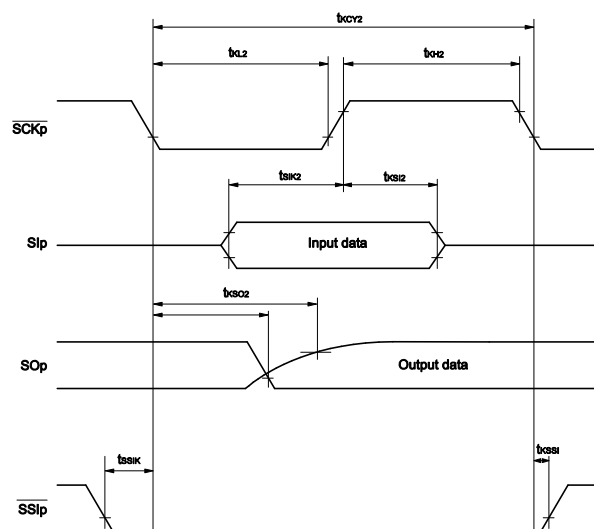 tKCY2
tKL2
tKH2
SCKp
tSIK2
tKSI2
SIp
Input data
tKSO2
SOp
Output data
tSSIK
tKSSI
SSIp